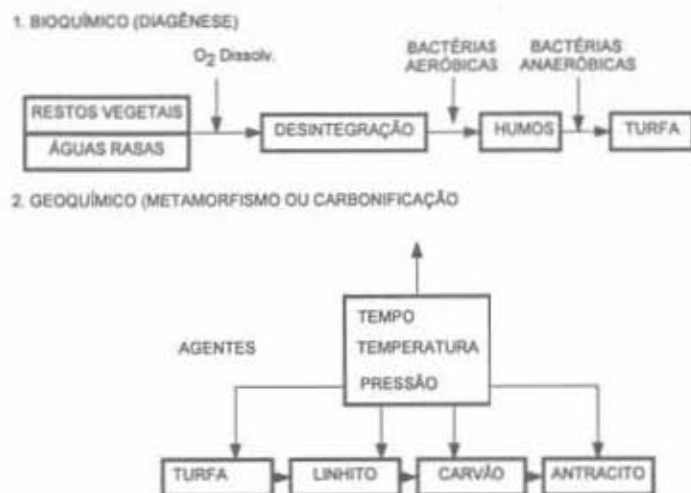 1. BIOQUÍMICO (DIAGÊNESE)
O2 Dissolv.
BACTÉRIAS AERÓBICAS
BACTÉRIAS ANAERÓBICAS
RESTOS VEGETAIS
ÁGUAS RASAS
DESINTEGRAÇÃO
HUMOS
TURFA
2. GEOQUÍMICO (METAMORFISMO OU CARBONIFICAÇÃO
AGENTES
TEMPO
TEMPERATURA
PRESSÃO
TURFA
LINHITO
CARVÃO
ANTRACITO